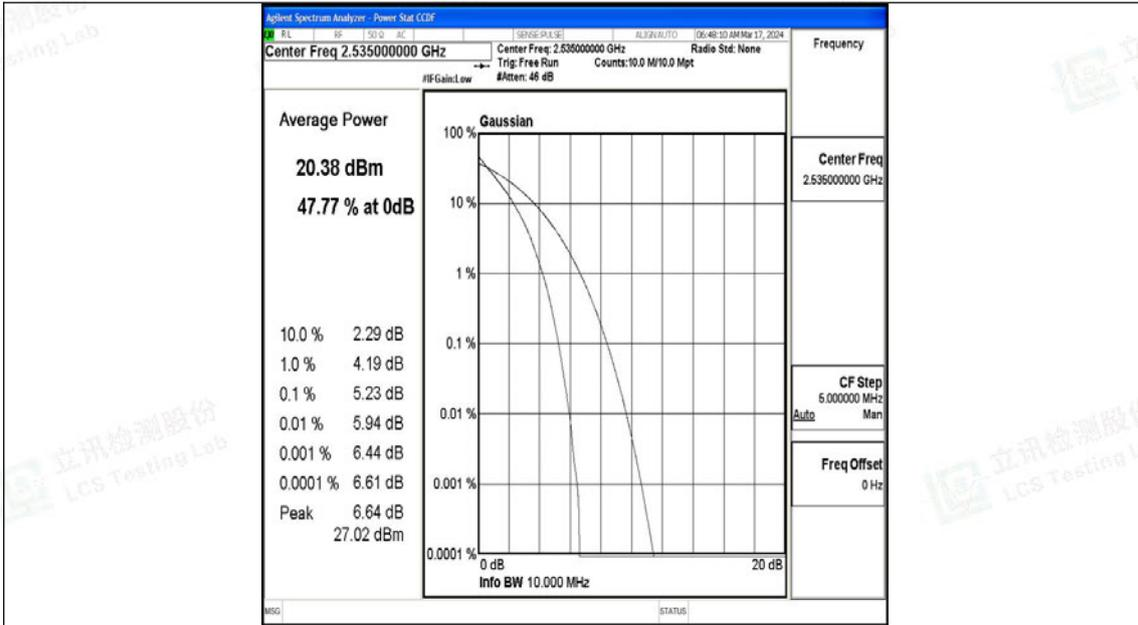 Agilent Spectrum Analyzer - Power Stat CCDF
RL RF 50 Ω AC SENSE:PULSE ALIGNAUTO 06:48:10 AM Mar 17, 2024
Center Freq 2.535000000 GHz
Center Freq: 2.535000000 GHz Radio Std: None
Trig: Free Run Counts:10.0 M/10.0 Mpt
#IFGain:Low #Atten: 46 dB
Frequency
Average Power
20.38 dBm
47.77 % at 0dB
10.0 % 2.29 dB
1.0 % 4.19 dB
0.1 % 5.23 dB
0.01 % 5.94 dB
0.001 % 6.44 dB
0.0001 % 6.61 dB
Peak 6.64 dB
27.02 dBm
Gaussian
100 %
10 %
1 %
0.1 %
0.01 %
0.001 %
0.0001 %
0 dB 20 dB
Info BW 10.000 MHz
Center Freq
2.535000000 GHz
CF Step
5.000000 MHz
Auto Man
Freq Offset
0 Hz
MSG STATUS
立讯检测股份
LCS Testing Lab
立讯检测股份
LCS Testing L